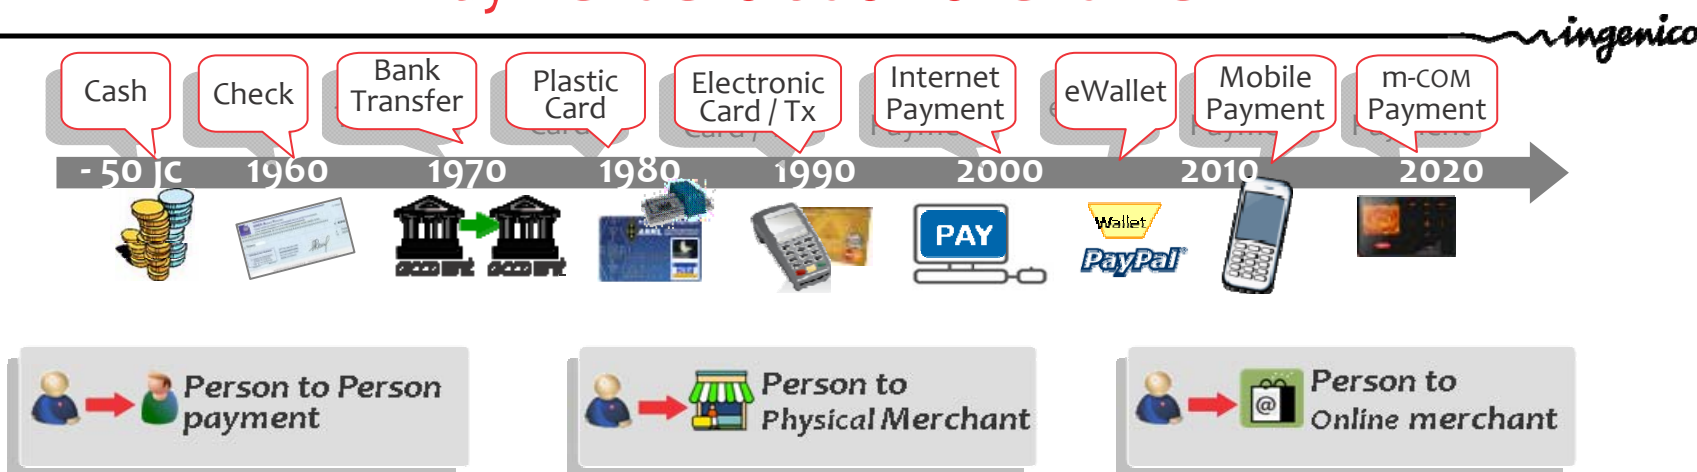 ingenico
Cash
Check
Bank
Transfer
Plastic
Card
Electronic
Card / Tx
Internet
Payment
eWallet
Mobile
Payment
m-COM
Payment
- 50 JC 1960 1970 1980 1990 2000 2010 2020
PAY
Wallet
PayPal
Person to Person
payment
Person to
Physical Merchant
@
Person to
Online merchant